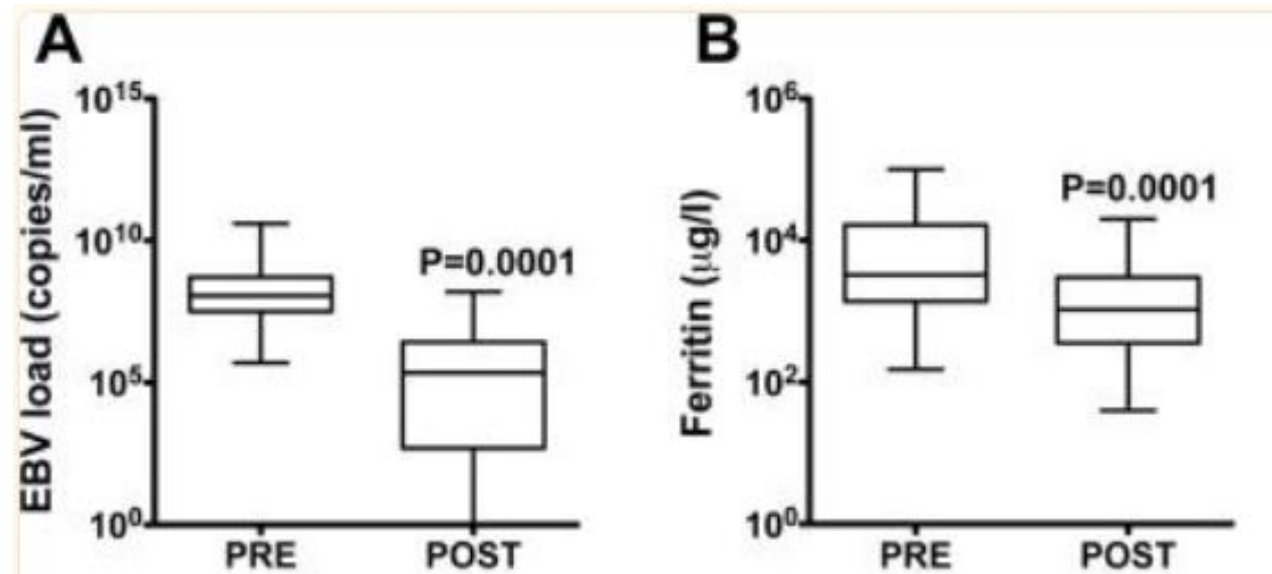 A
EBV load (copies/ml)
10^15
10^10
10^5
10^0
P=0.0001
PRE POST
B
Ferritin (μg/l)
10^6
10^4
10^2
10^0
P=0.0001
PRE POST